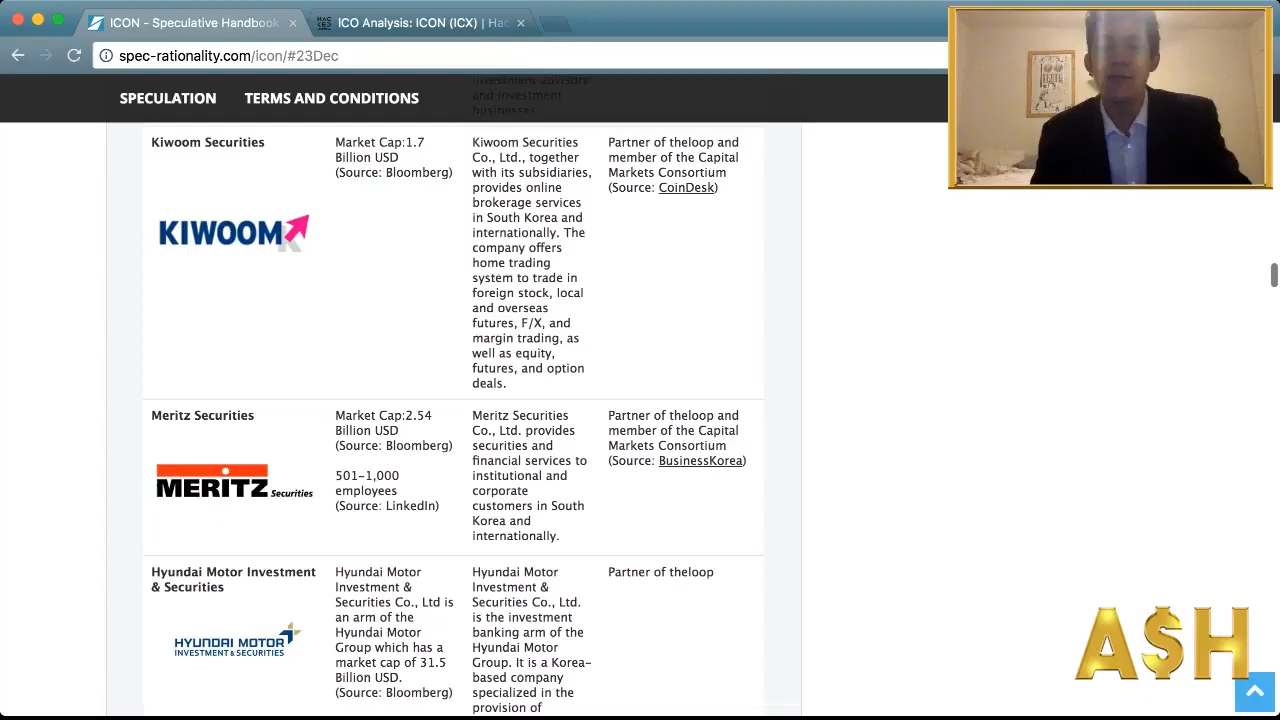 ICON - Speculative Handbook
ICO Analysis: ICON (ICX) | Hac
spec-rationality.com/icon/#23Dec
SPECULATION
TERMS AND CONDITIONS
investment advisory
and investment
businesses.
Kiwoom Securities
KIWOOM
Market Cap:1.7
Billion USD
(Source: Bloomberg)
Kiwoom Securities
Co., Ltd., together
with its subsidiaries,
provides online
brokerage services
in South Korea and
internationally. The
company offers
home trading
system to trade in
foreign stock, local
and overseas
futures, F/X, and
margin trading, as
well as equity,
futures, and option
deals.
Partner of theloop and
member of the Capital
Markets Consortium
(Source: CoinDesk)
Meritz Securities
MERITZ Securities
Market Cap:2.54
Billion USD
(Source: Bloomberg)
501-1,000
employees
(Source: LinkedIn)
Meritz Securities
Co., Ltd. provides
securities and
financial services to
institutional and
corporate
customers in South
Korea and
internationally.
Partner of theloop and
member of the Capital
Markets Consortium
(Source: BusinessKorea)
Hyundai Motor Investment
& Securities
HYUNDAI MOTOR
INVESTMENT & SECURITIES
Hyundai Motor
Investment &
Securities Co., Ltd is
an arm of the
Hyundai Motor
Group which has a
market cap of 31.5
Billion USD.
(Source: Bloomberg)
Hyundai Motor
Investment &
Securities Co., Ltd.
is the investment
banking arm of the
Hyundai Motor
Group. It is a Korea-
based company
specialized in the
provision of
Partner of theloop
A$H